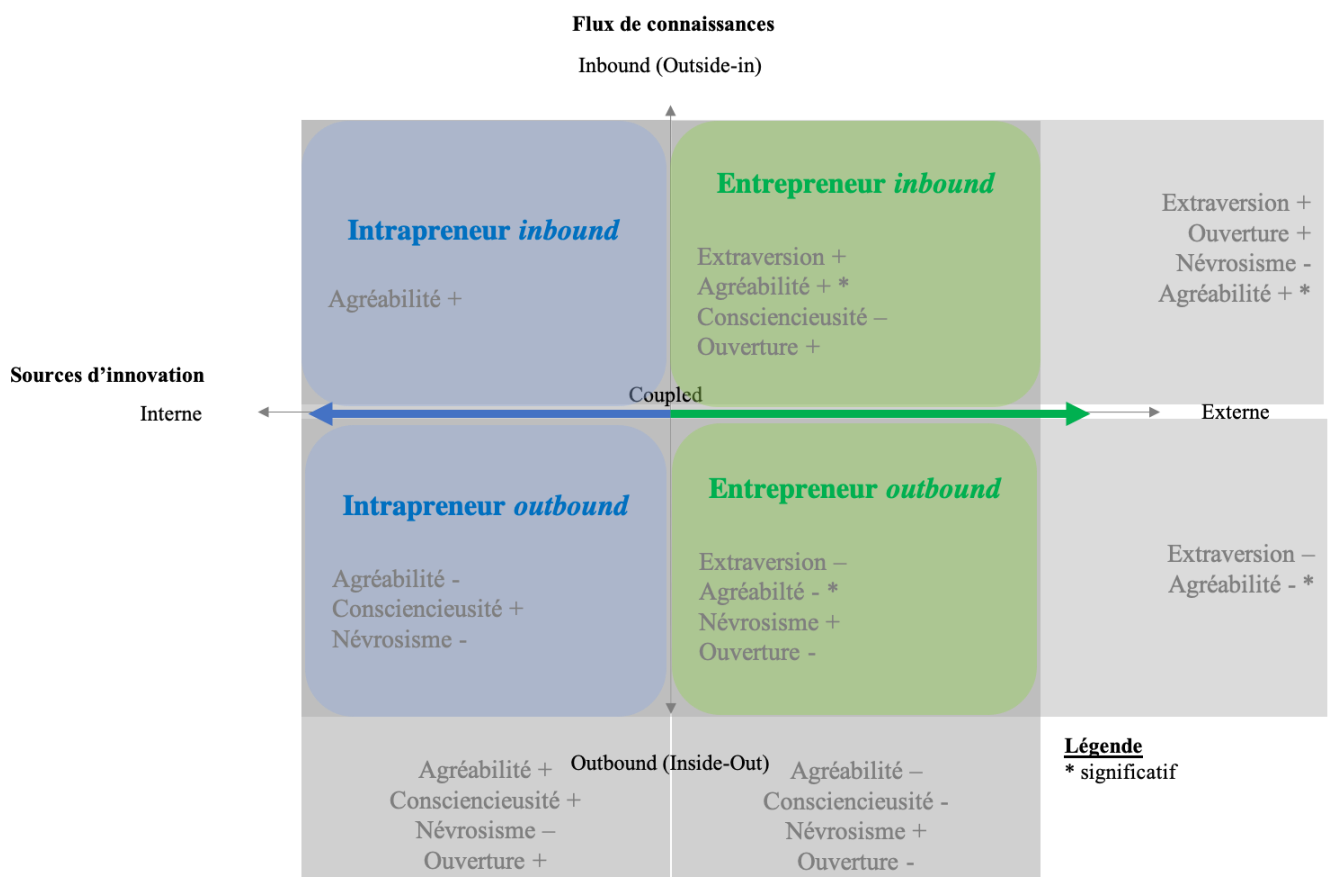 Flux de connaissances
Inbound (Outside-in)
Intrapreneur inbound
Agréabilité +
Entrepreneur inbound
Extraversion +
Agréabilité + *
Consciencieusité –
Ouverture +
Extraversion +
Ouverture +
Névrosisme -
Agréabilité + *
Sources d’innovation
Interne
Coupled
Externe
Intrapreneur outbound
Agréabilité -
Consciencieusité +
Névrosisme -
Entrepreneur outbound
Extraversion –
Agréabilté - *
Névrosisme +
Ouverture -
Extraversion –
Agréabilité - *
Outbound (Inside-Out)
Agréabilité +
Consciencieusité +
Névrosisme –
Ouverture +
Agréabilité –
Consciencieusité -
Névrosisme +
Ouverture -
Légende
* significatif